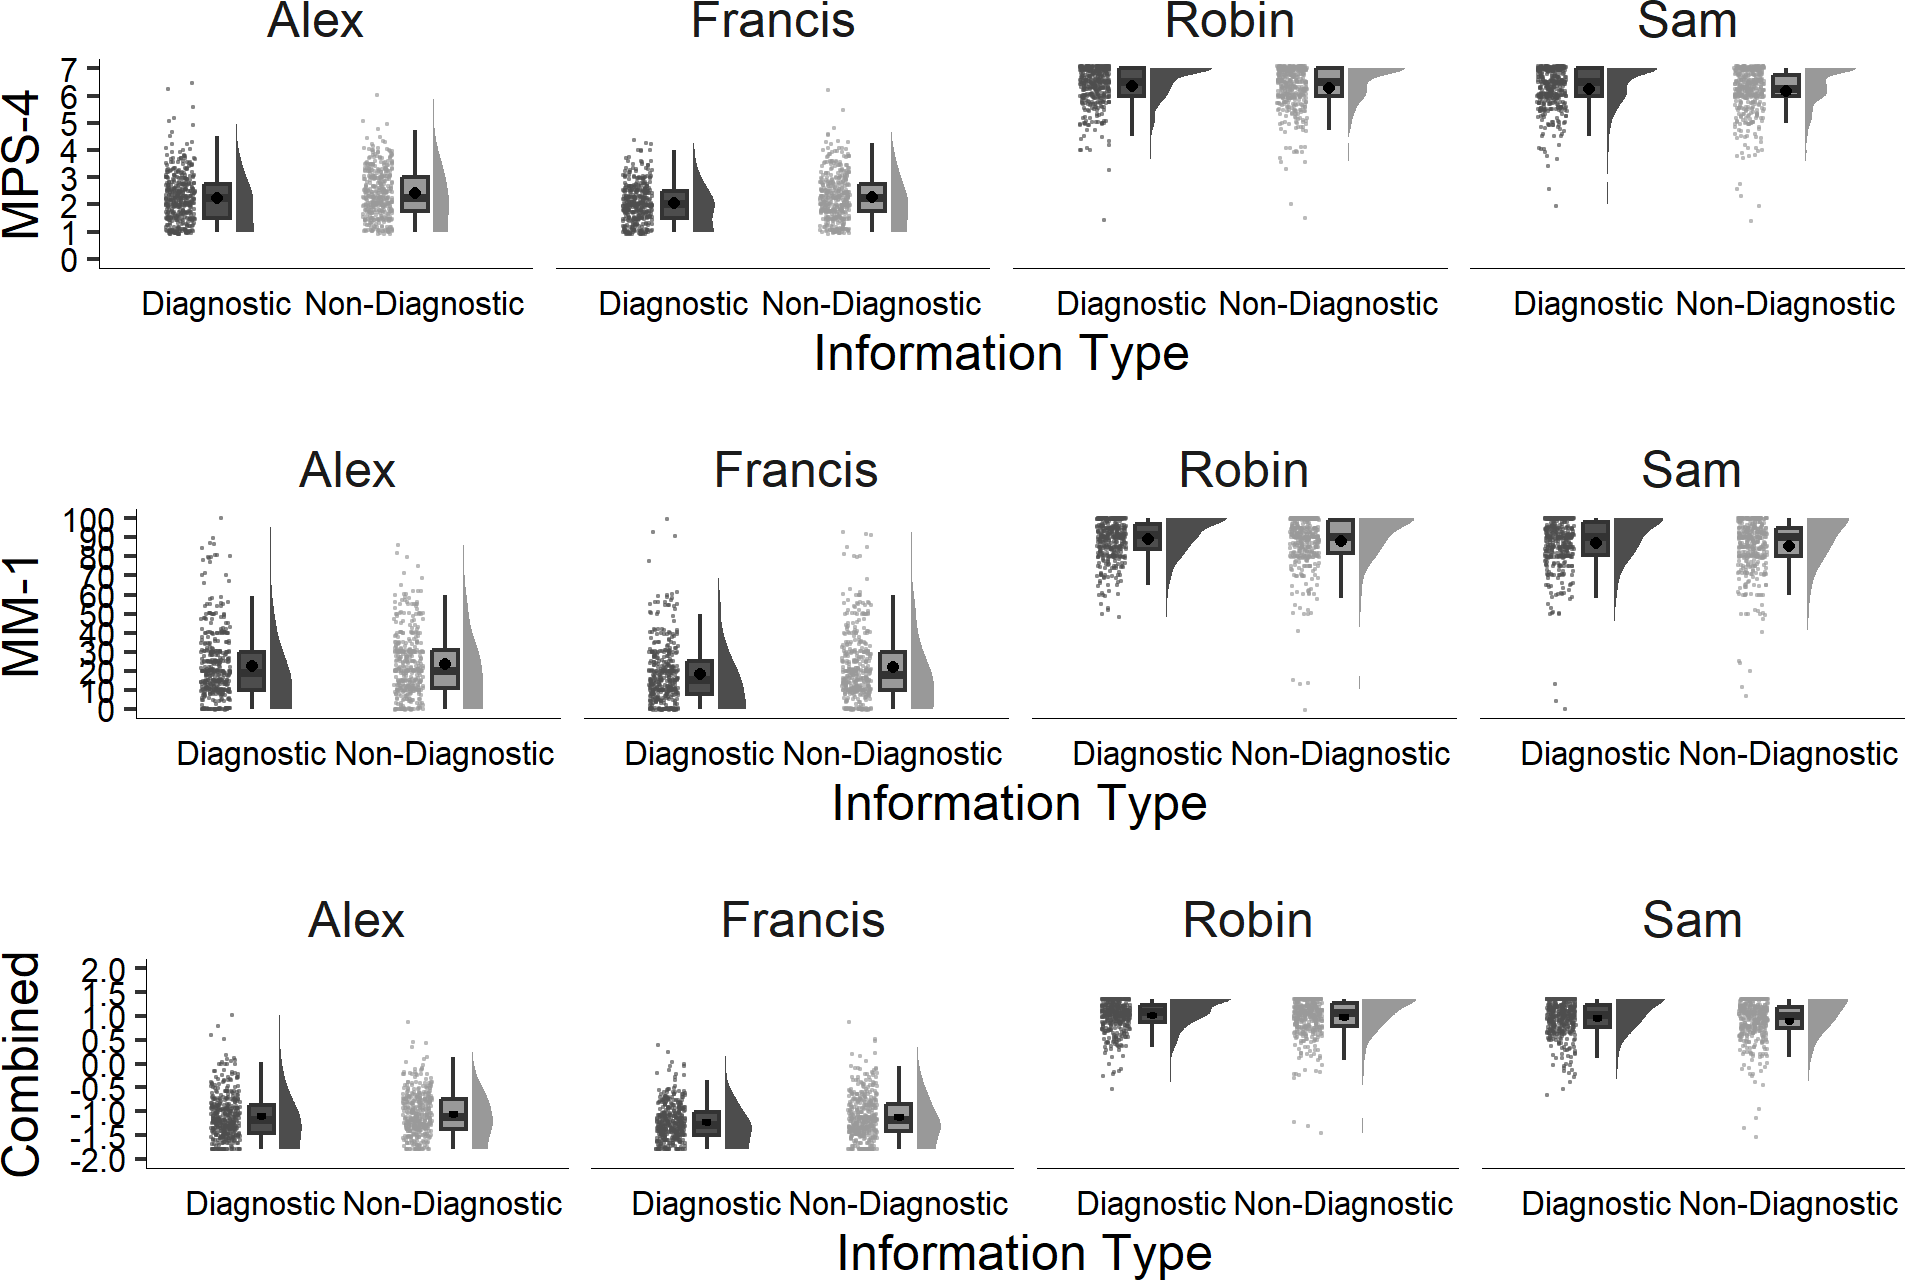 Alex Francis Robin Sam
MPS-4
7
6
5
4
3
2
1
0
Diagnostic Non-Diagnostic Diagnostic Non-Diagnostic Diagnostic Non-Diagnostic Diagnostic Non-Diagnostic
Information Type
Alex Francis Robin Sam
MM-1
100
90
80
70
60
50
40
30
20
10
0
Diagnostic Non-Diagnostic Diagnostic Non-Diagnostic Diagnostic Non-Diagnostic Diagnostic Non-Diagnostic
Information Type
Alex Francis Robin Sam
Combined
2.0
1.5
1.0
0.5
0.0
-0.5
-1.0
-1.5
-2.0
Diagnostic Non-Diagnostic Diagnostic Non-Diagnostic Diagnostic Non-Diagnostic Diagnostic Non-Diagnostic
Information Type